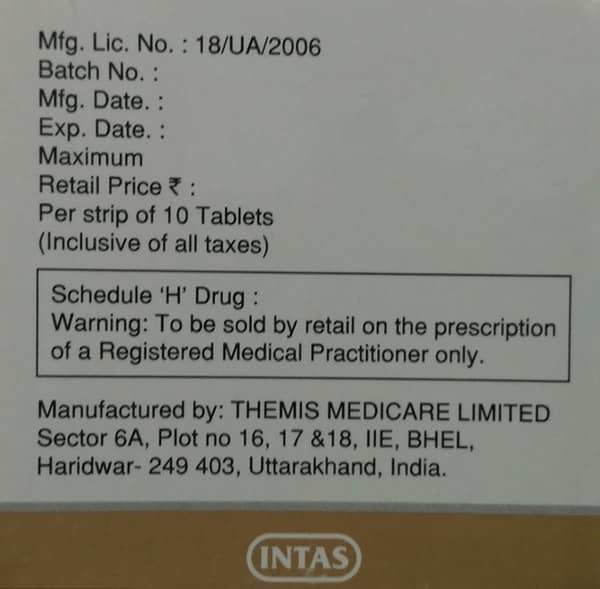 Mfg. Lic. No. : 18/UA/2006
Batch No. :
Mfg. Date. :
Exp. Date. :
Maximum
Retail Price ₹ :
Per strip of 10 Tablets
(Inclusive of all taxes)
Schedule ‘H’ Drug :
Warning: To be sold by retail on the prescription
of a Registered Medical Practitioner only.
Manufactured by: THEMIS MEDICARE LIMITED
Sector 6A, Plot no 16, 17 &18, IIE, BHEL,
Haridwar- 249 403, Uttarakhand, India.
INTAS